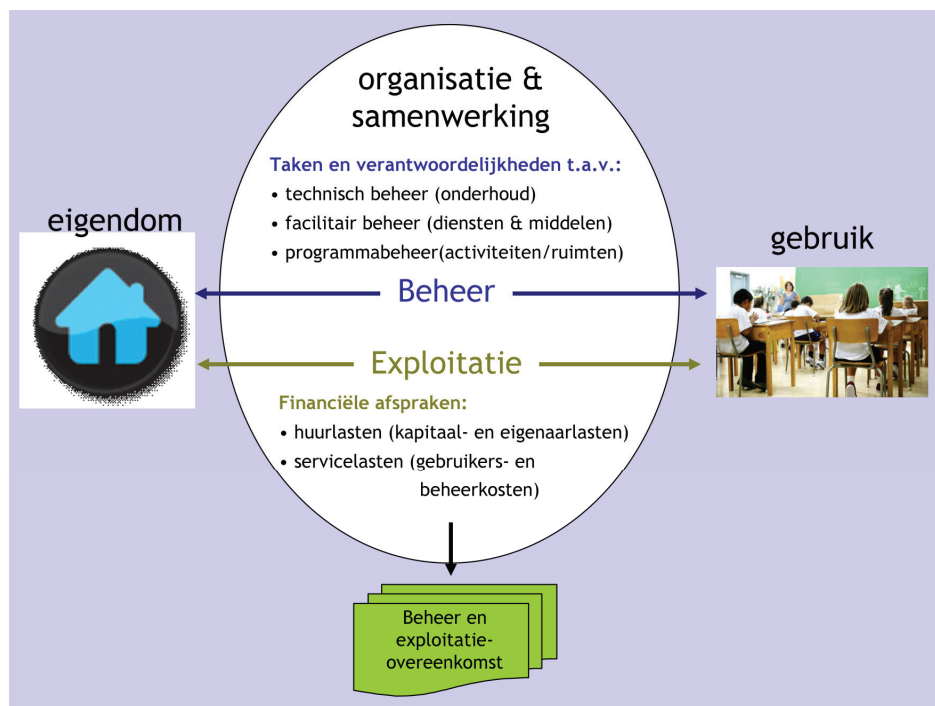 organisatie &
samenwerking
Taken en verantwoordelijkheden t.a.v.:
• technisch beheer (onderhoud)
• facilitair beheer (diensten & middelen)
• programmabeheer(activiteiten/ruimten)
eigendom
gebruik
Beheer
Exploitatie
Financiële afspraken:
• huurlasten (kapitaal- en eigenaarlasten)
• servicelasten (gebruikers- en
beheerkosten)
Beheer en
exploitatie-
overeenkomst